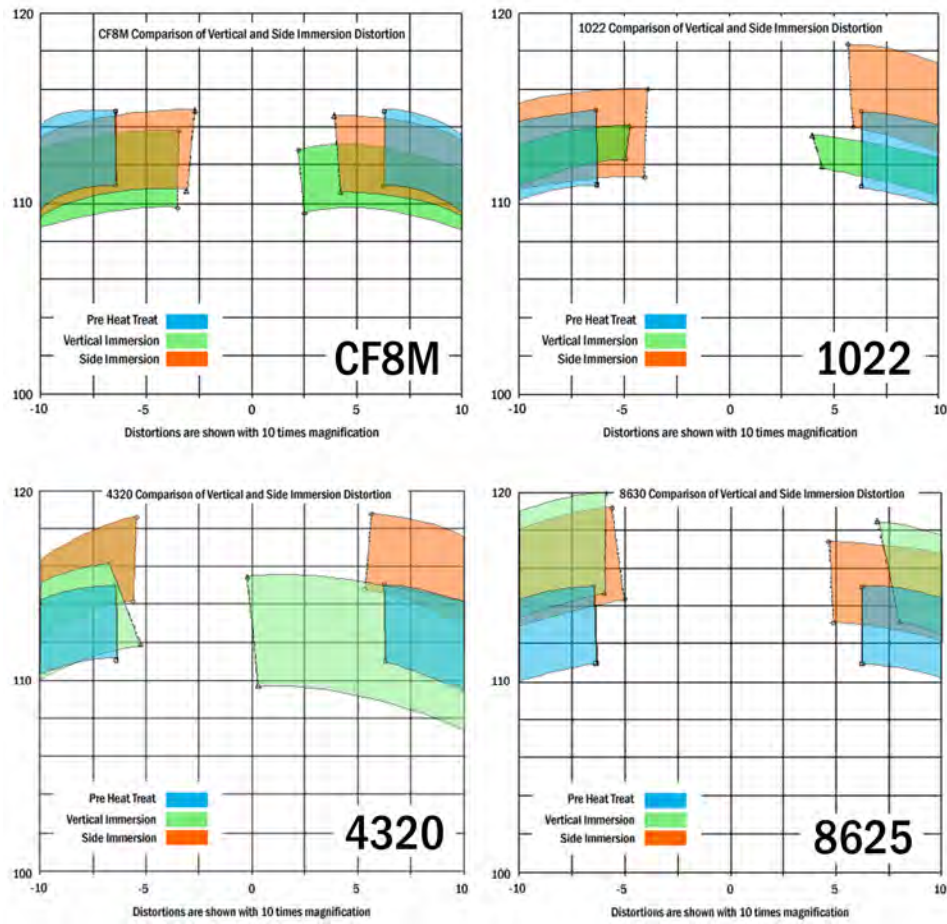 120
CF8M Comparison of Vertical and Side Immersion Distortion
110
Pre Heat Treat
Vertical Immersion
Side Immersion
CF8M
100
-10 -5 0 5 10
Distortions are shown with 10 times magnification
120
1022 Comparison of Vertical and Side Immersion Distortion
110
Pre Heat Treat
Vertical Immersion
Side Immersion
1022
100
-10 -5 0 5 10
Distortions are shown with 10 times magnification
120
4320 Comparison of Vertical and Side Immersion Distortion
110
Pre Heat Treat
Vertical Immersion
Side Immersion
4320
100
-10 -5 0 5 10
Distortions are shown with 10 times magnification
120
8630 Comparison of Vertical and Side Immersion Distortion
110
Pre Heat Treat
Vertical Immersion
Side Immersion
8625
100
-10 -5 0 5 10
Distortions are shown with 10 times magnification